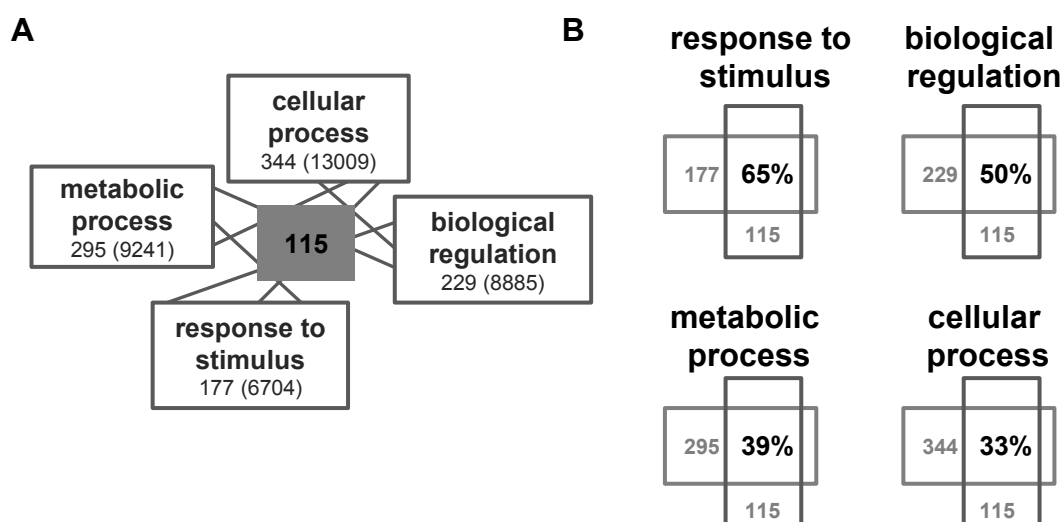 A
cellular
process
344 (13009)
metabolic
process
295 (9241)
115
biological
regulation
229 (8885)
response to
stimulus
177 (6704)
B
response to
stimulus
177 65%
115
biological
regulation
229 50%
115
metabolic
process
295 39%
115
cellular
process
344 33%
115